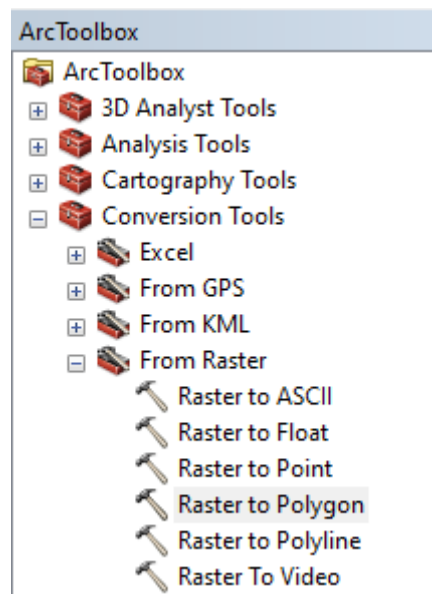 ArcToolbox
ArcToolbox
3D Analyst Tools
Analysis Tools
Cartography Tools
Conversion Tools
Excel
From GPS
From KML
From Raster
Raster to ASCII
Raster to Float
Raster to Point
Raster to Polygon
Raster to Polyline
Raster To Video